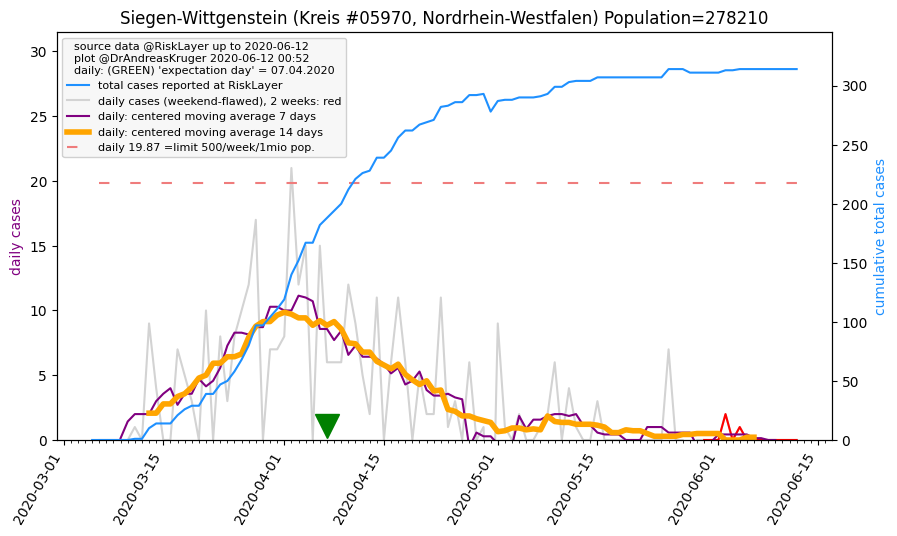 Siegen-Wittgenstein (Kreis #05970, Nordrhein-Westfalen) Population=278210
source data @RiskLayer up to 2020-06-12
plot @DrAndreasKruger 2020-06-12 00:52
daily: (GREEN) 'expectation day' = 07.04.2020
total cases reported at RiskLayer
daily cases (weekend-flawed), 2 weeks: red
daily: centered moving average 7 days
daily: centered moving average 14 days
daily 19.87 =limit 500/week/1mio pop.
daily cases
30
25
20
15
10
5
0
cumulative total cases
300
250
200
150
100
50
0
2020-03-01
2020-03-15
2020-04-01
2020-04-15
2020-05-01
2020-05-15
2020-06-01
2020-06-15